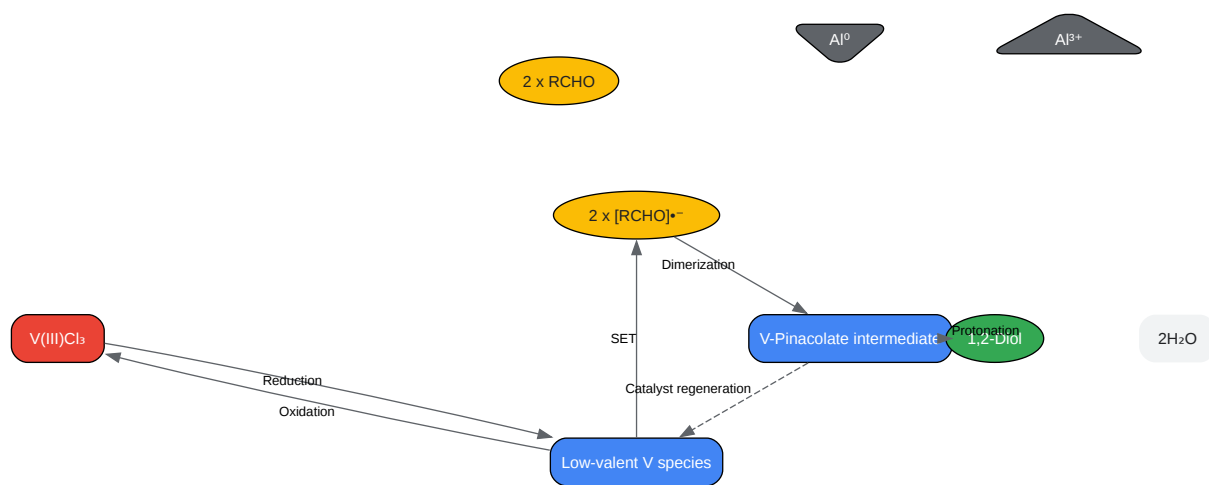 Al⁰
Al³⁺
2 x RCHO
2 x [RCHO]•⁻
Dimerization
V(III)Cl₃
SET
V-Pinacolate intermediate
Protonation
1,2-Diol
2H₂O
Reduction
Catalyst regeneration
Oxidation
Low-valent V species